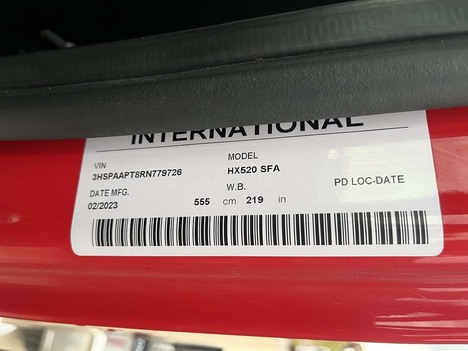 INTERNATIONAL
VIN MODEL
3HSPAAPT8RN779726 HX520 SFA
DATE MFG. W.B. PD LOC-DATE
02/2023 555 cm 219 in